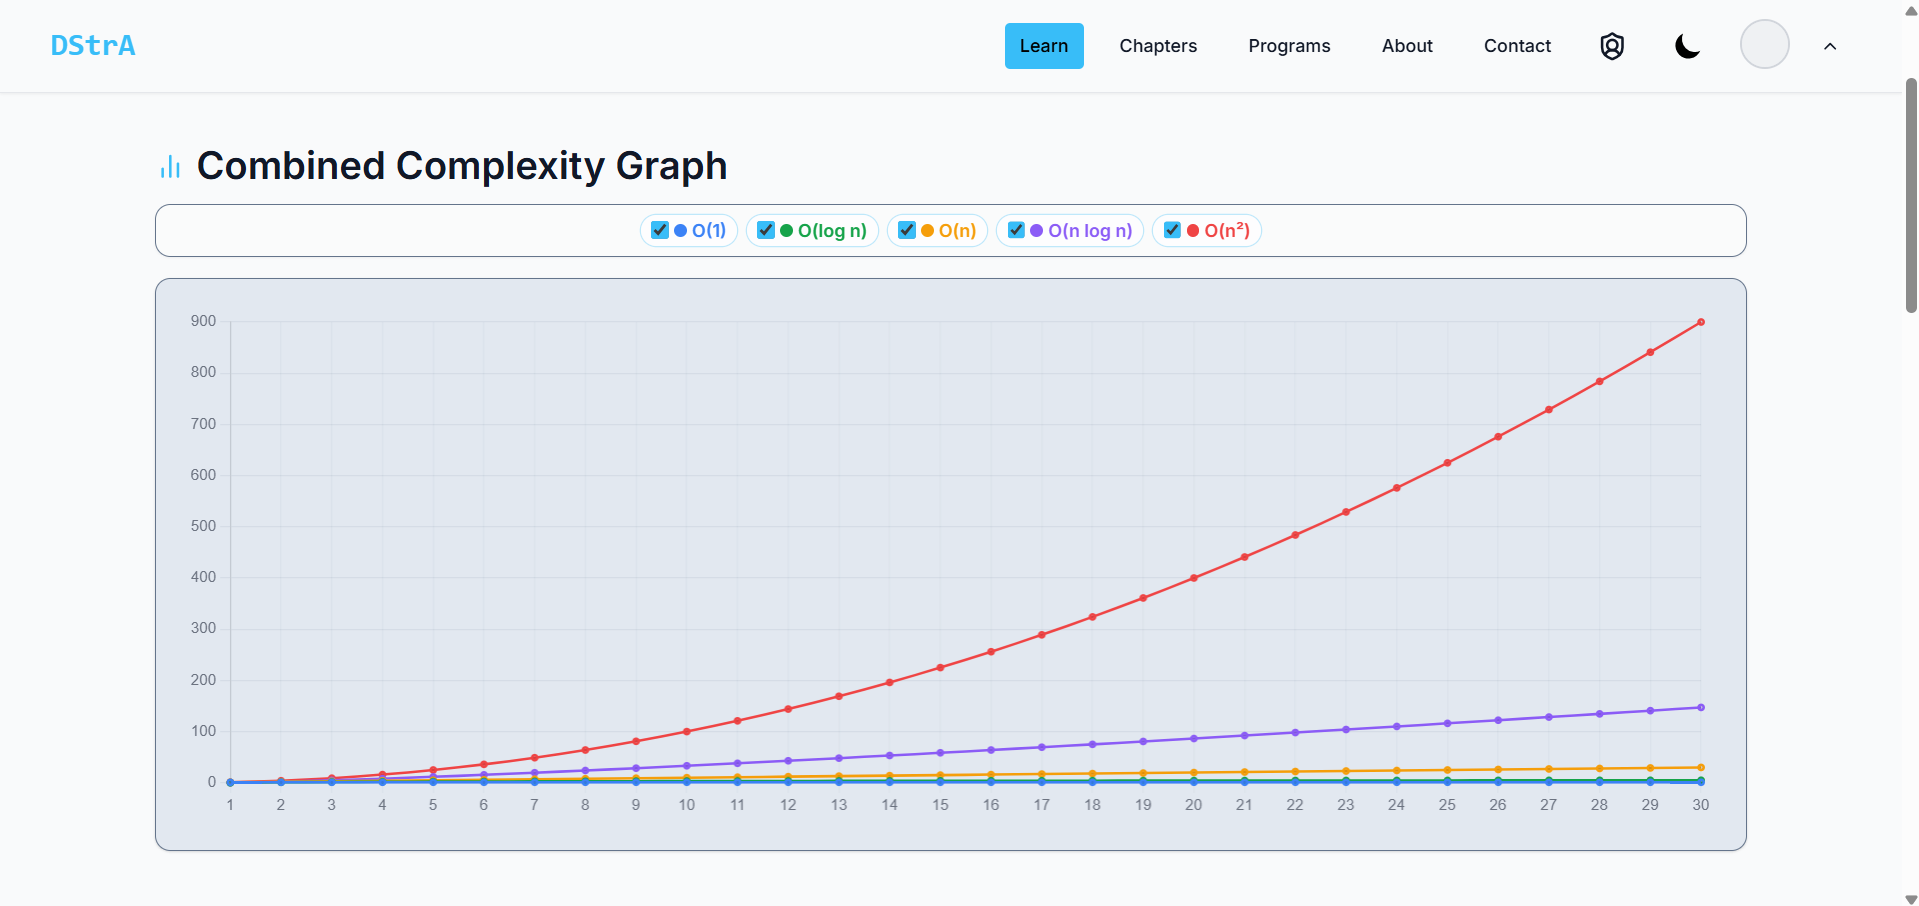 DStrA
Learn Chapters Programs About Contact
Combined Complexity Graph
O(1) O(log n) O(n) O(n log n) O(n²)
900
800
700
600
500
400
300
200
100
0
1 2 3 4 5 6 7 8 9 10 11 12 13 14 15 16 17 18 19 20 21 22 23 24 25 26 27 28 29 30